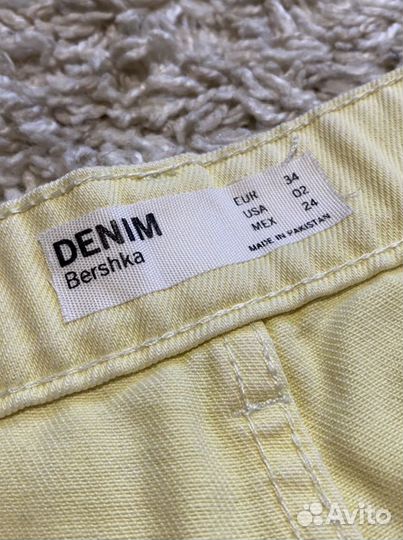 DENIM
Bershka
EUR 34
USA 02
MEX 24
MADE IN PAKISTAN
Avito